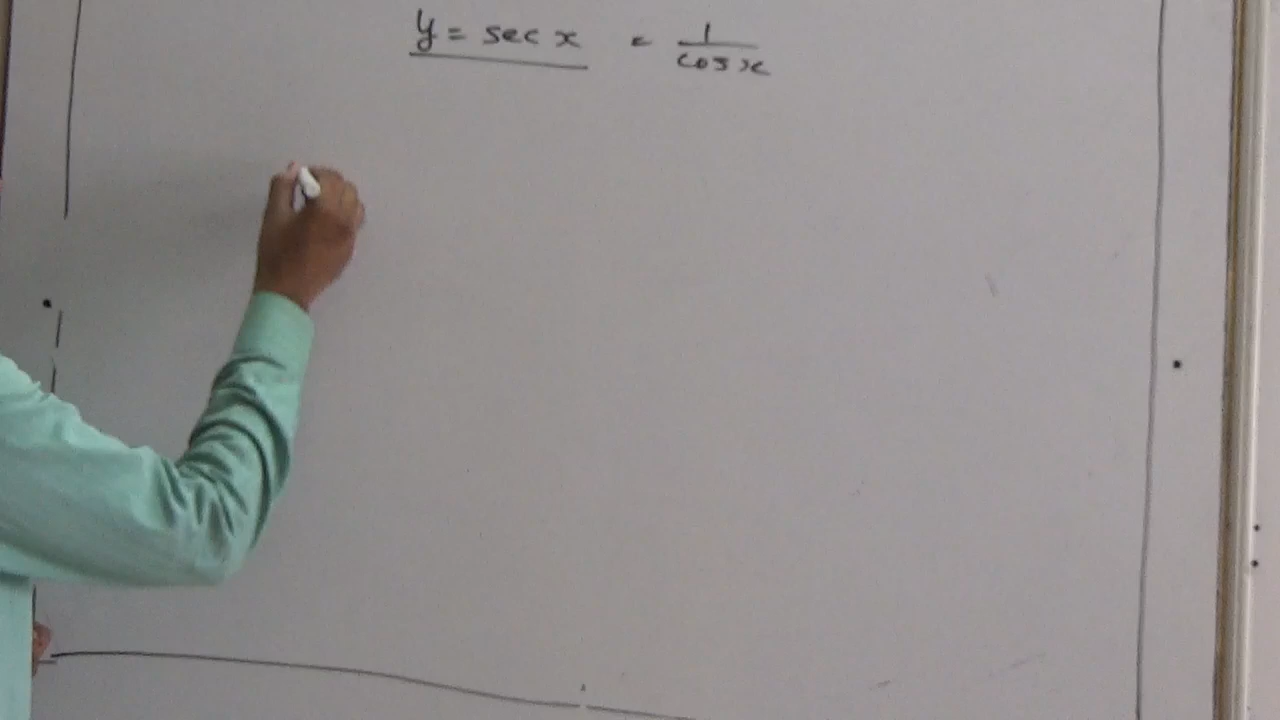 y = sec x = 1/cos x